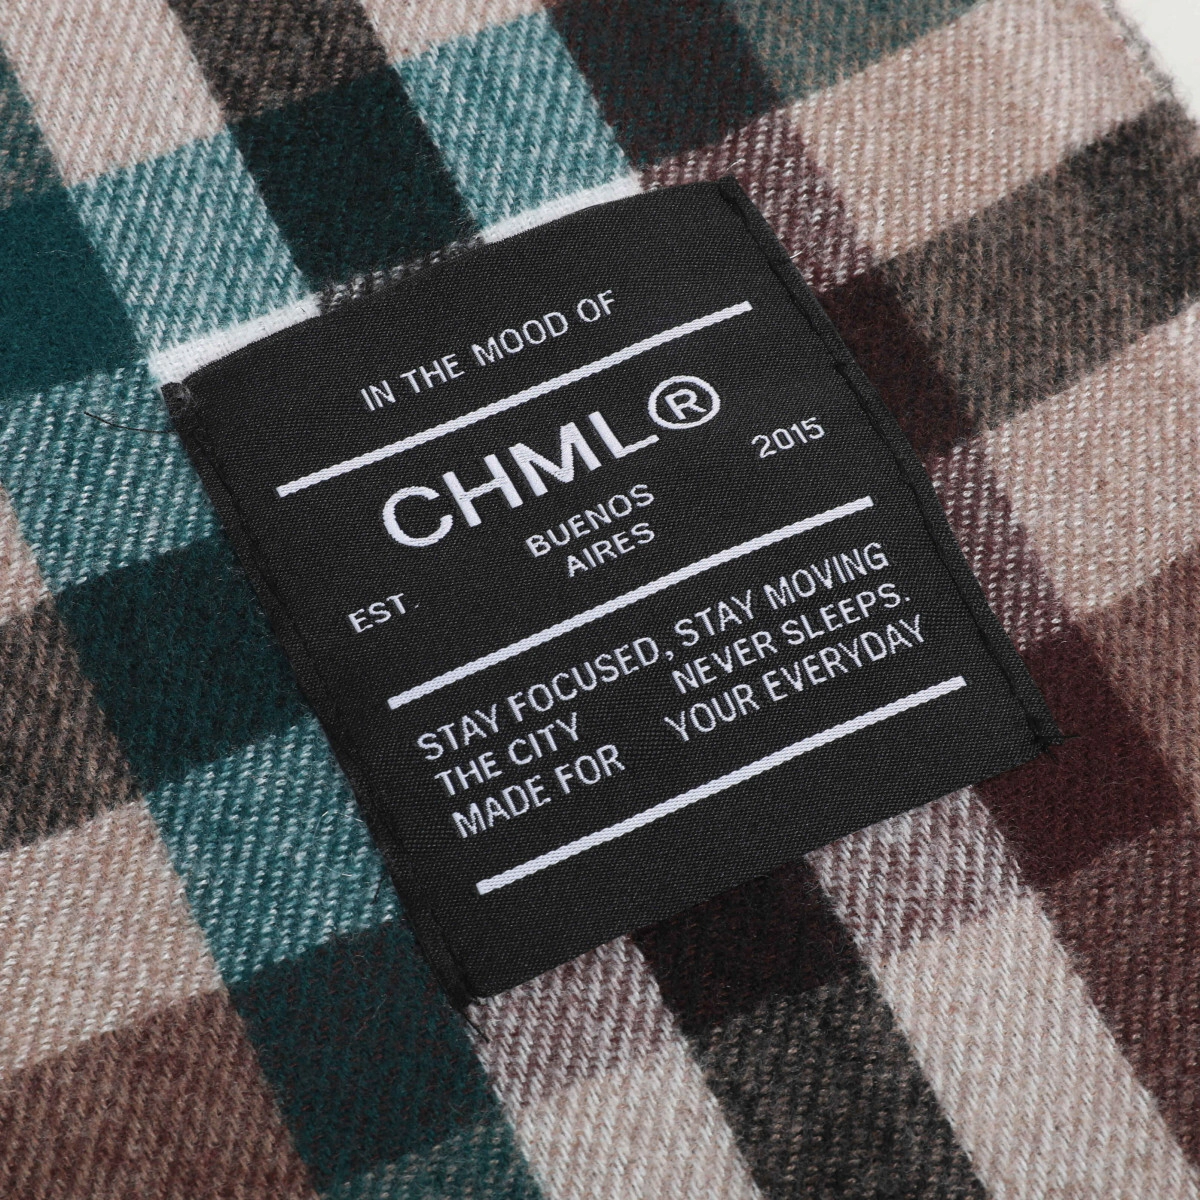 IN THE MOOD OF
CHML®
EST. BUENOS 2015
AIRES
STAY FOCUSED, STAY MOVING
THE CITY NEVER SLEEPS.
MADE FOR YOUR EVERYDAY